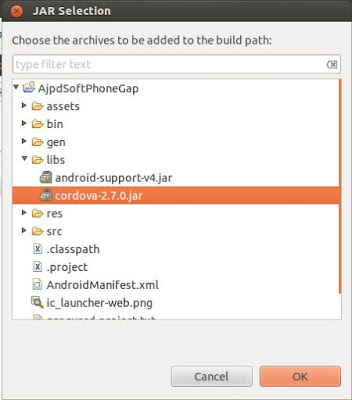 JAR Selection
Choose the archives to be added to the build path:
type filter text
AjpdSoftPhoneGap
assets
bin
gen
libs
android-support-v4.jar
cordova-2.7.0.jar
res
src
.classpath
.project
AndroidManifest.xml
ic_launcher-web.png
Cancel
OK